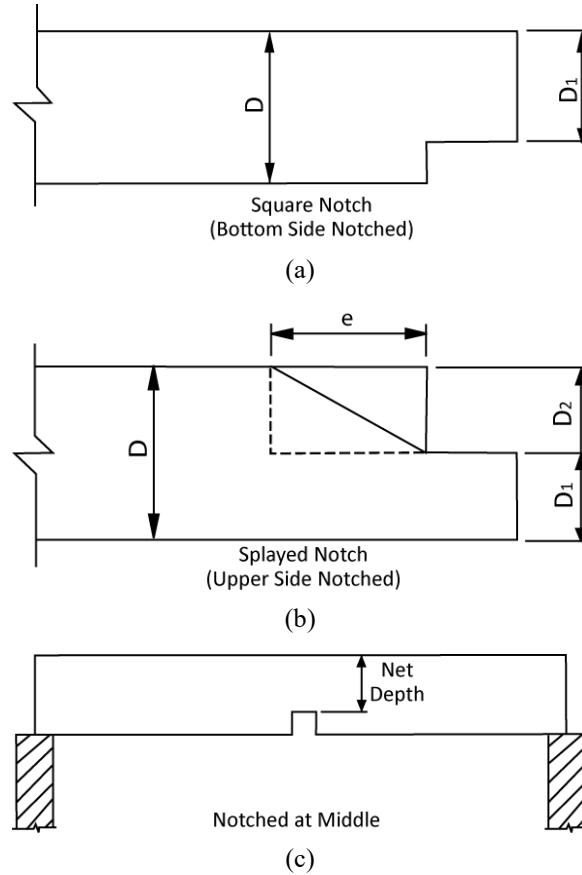 D
D1
Square Notch
(Bottom Side Notched)
(a)
e
D
D2
D1
Splayed Notch
(Upper Side Notched)
(b)
Net
Depth
Notched at Middle
(c)